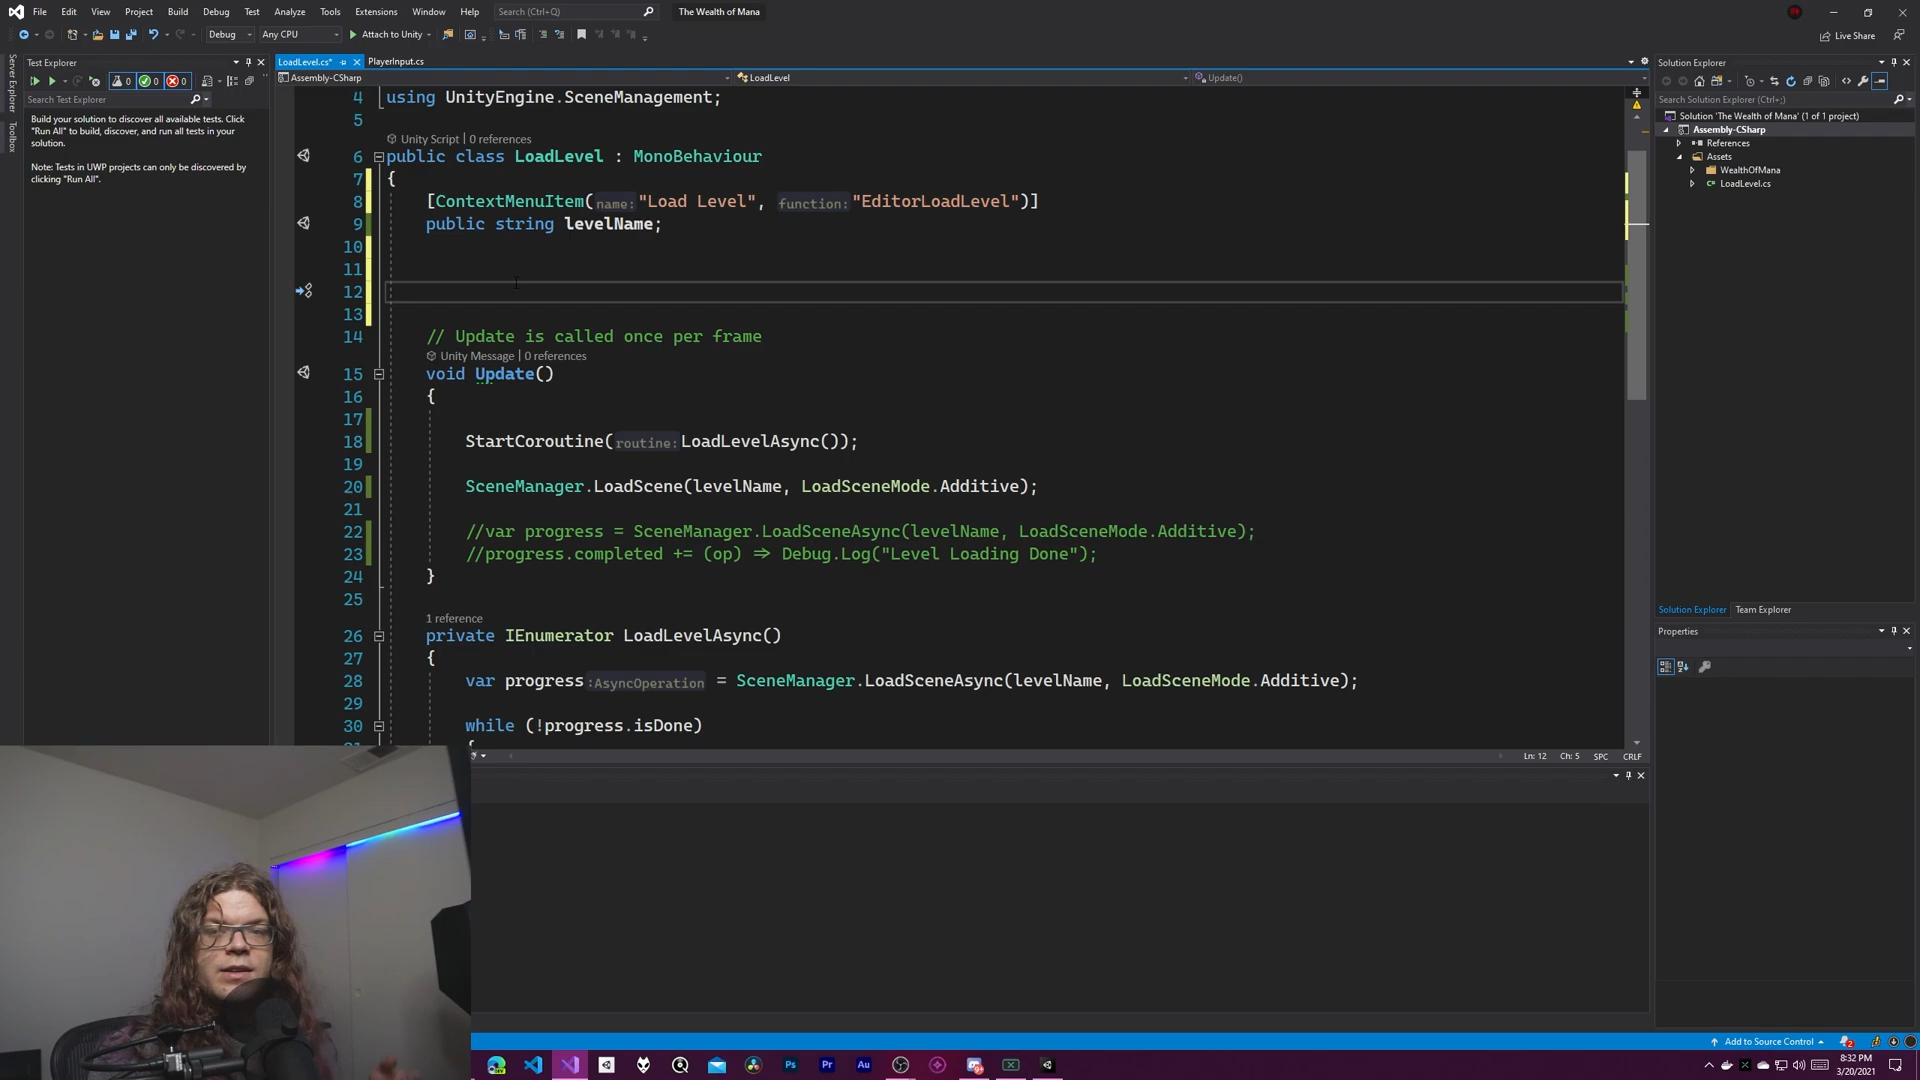 File Edit View Project Build Debug Test Analyze Tools Extensions Window Help Search (Ctrl+Q) The Wealth of Mana
Debug Any CPU Attach to Unity Live Share
Server Explorer
Toolbox
Test Explorer
0 0 0
Search Test Explorer
Build your solution to discover all available tests. Click
"Run All" to build, discover, and run all tests in your
solution.
Note: Tests in UWP projects can only be discovered by
clicking "Run All".
LoadLevel.cs* PlayerInput.cs
Assembly-CSharp LoadLevel Update()
4 using UnityEngine.SceneManagement;
5
Unity Script | 0 references
6 public class LoadLevel : MonoBehaviour
7 {
8 [ContextMenuItem(name:"Load Level", function:"EditorLoadLevel")]
9 public string levelName;
10
11
12
13
14 // Update is called once per frame
Unity Message | 0 references
15 void Update()
16 {
17
18 StartCoroutine(routine:LoadLevelAsync());
19
20 SceneManager.LoadScene(levelName, LoadSceneMode.Additive);
21
22 //var progress = SceneManager.LoadSceneAsync(levelName, LoadSceneMode.Additive);
23 //progress.completed += (op) => Debug.Log("Level Loading Done");
24 }
25
1 reference
26 private IEnumerator LoadLevelAsync()
27 {
28 var progress:AsyncOperation = SceneManager.LoadSceneAsync(levelName, LoadSceneMode.Additive);
29
30 while (!progress.isDone)
{
Ln: 12 Ch: 5 SPC CRLF
Solution Explorer
Search Solution Explorer (Ctrl+;)
Solution 'The Wealth of Mana' (1 of 1 project)
Assembly-CSharp
References
Assets
WealthOfMana
LoadLevel.cs
Solution Explorer Team Explorer
Properties
Add to Source Control 2
DEV Ps Pr Au
8:32 PM
3/20/2021